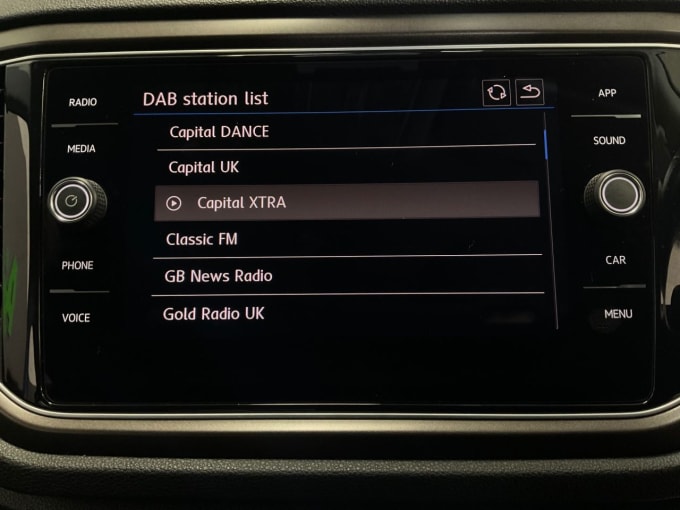 RADIO
MEDIA
PHONE
VOICE
DAB station list
Capital DANCE
Capital UK
Capital XTRA
Classic FM
GB News Radio
Gold Radio UK
APP
SOUND
CAR
MENU